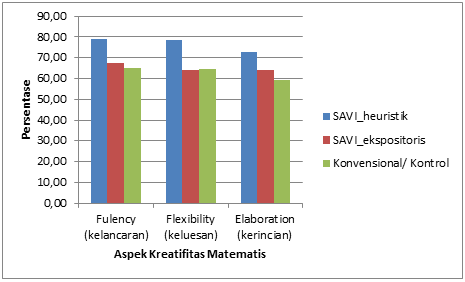 90,00
80,00
70,00
60,00
50,00
40,00
30,00
20,00
10,00
0,00
Persentase
Fulency
(kelancaran)
Flexibility
(keluesan)
Elaboration
(kerincian)
Aspek Kreatifitas Matematis
SAVI_heuristik
SAVI_ekspositoris
Konvensional/ Kontrol